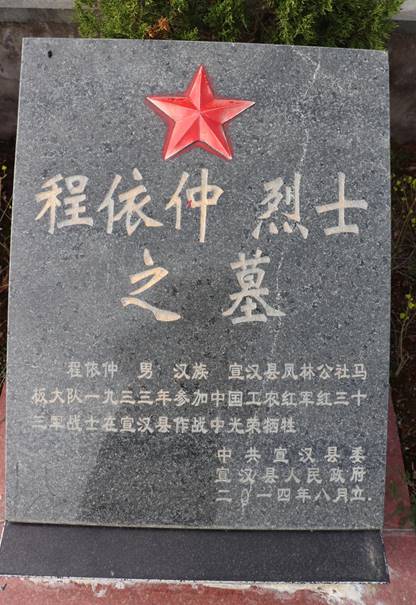 程依仲 烈士
之墓
程依仲 男 汉族 宣汉县凤林公社马
板大队一九三三年参加中国工农红军红三十
三军战士在宣汉县作战中光荣牺牲
中共宣汉县委
宣汉县人民政府
二〇一四年八月立.